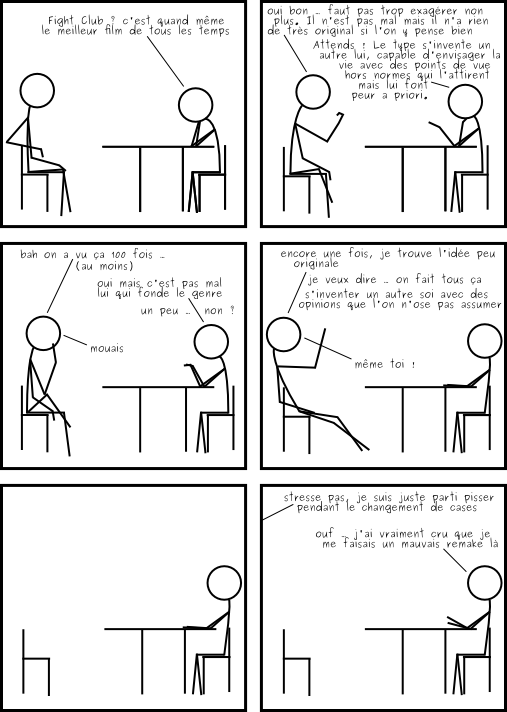 Fight Club ? c'est quand même
le meilleur film de tous les temps
oui bon … faut pas trop exagérer non
plus. Il n'est pas mal mais il n'a rien
de très original si l'on y pense bien
Attends ! Le type s'invente un
autre lui, capable d'envisager la
vie avec des points de vue
hors normes qui l'attirent
mais lui font
peur a priori.
bah on a vu ça 100 fois …
(au moins)
oui mais c'est pas mal
lui qui fonde le genre
un peu … non ?
mouais
encore une fois, je trouve l'idée peu
originale
je veux dire … on fait tous ça
s'inventer un autre soi avec des
opinions que l'on n'ose pas assumer
même toi !
stresse pas, je suis juste parti pisser
pendant le changement de cases
ouf … j'ai vraiment cru que je
me faisais un mauvais remake là